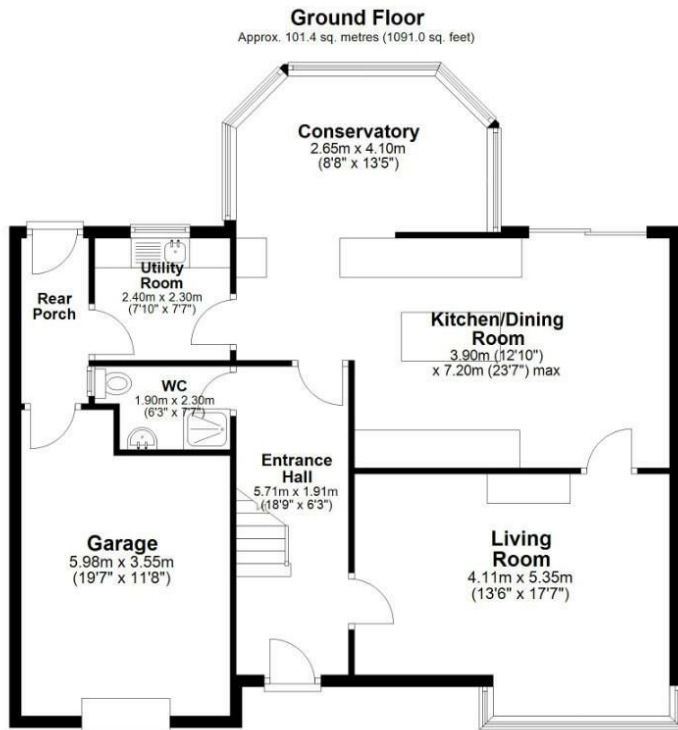 Ground Floor
Approx. 101.4 sq. metres (1091.0 sq. feet)
Conservatory
2.65m x 4.10m
(8'8" x 13'5")
Utility
Room
2.40m x 2.30m
(7'10" x 7'7")
Rear
Porch
Kitchen/Dining
Room
3.90m (12'10")
x 7.20m (23'7") max
WC
1.90m x 2.30m
(6'3" x 7'7")
Entrance
Hall
5.71m x 1.91m
(18'9" x 6'3")
Garage
5.98m x 3.55m
(19'7" x 11'8")
Living
Room
4.11m x 5.35m
(13'6" x 17'7")